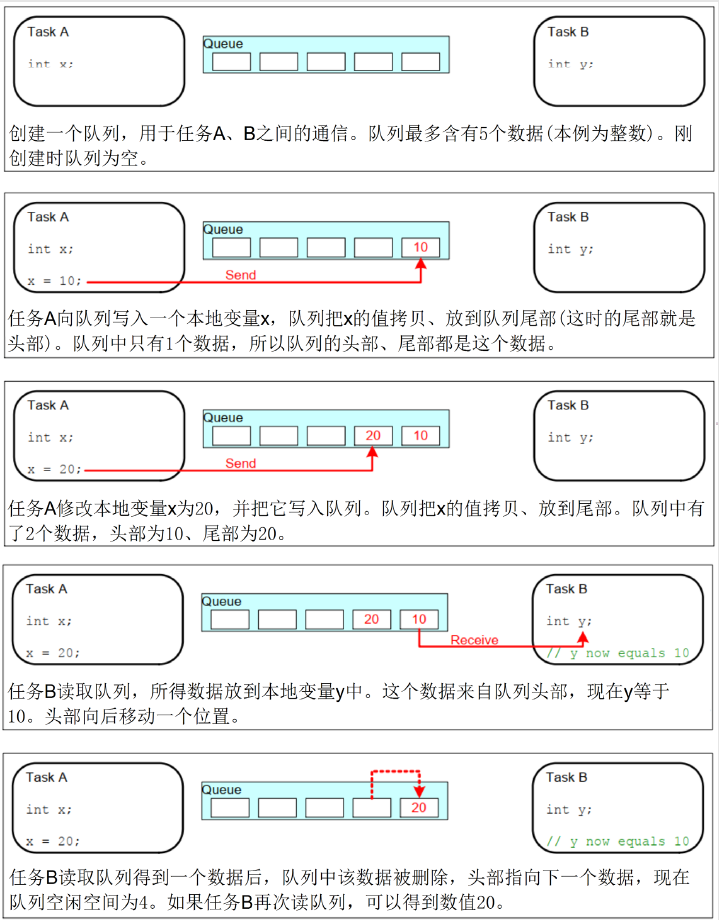 Task A
Queue
Task B
int x;
int y;
创建一个队列，用于任务A、B之间的通信。队列最多含有5个数据(本例为整数)。刚
创建时队列为空。
Task A
Queue
Task B
int x;
10
int y;
x = 10;
Send
任务A向队列写入一个本地变量x，队列把x的值拷贝、放到队列尾部(这时的尾部就是
头部)。队列中只有1个数据，所以队列的头部、尾部都是这个数据。
Task A
Queue
Task B
int x;
20 10
int y;
x = 20;
Send
任务A修改本地变量x为20，并把它写入队列。队列把x的值拷贝、放到尾部。队列中有
了2个数据，头部为10、尾部为20。
Task A
Queue
Task B
int x;
20 10
int y;
x = 20;
Receive
// y now equals 10
任务B读取队列，所得数据放到本地变量y中。这个数据来自队列头部，现在y等于
10。头部向后移动一个位置。
Task A
Queue
Task B
int x;
20
int y;
x = 20;
// y now equals 10
任务B读取队列得到一个数据后，队列中该数据被删除，头部指向下一个数据，现在
队列空闲空间为4。如果任务B再次读队列，可以得到数值20。